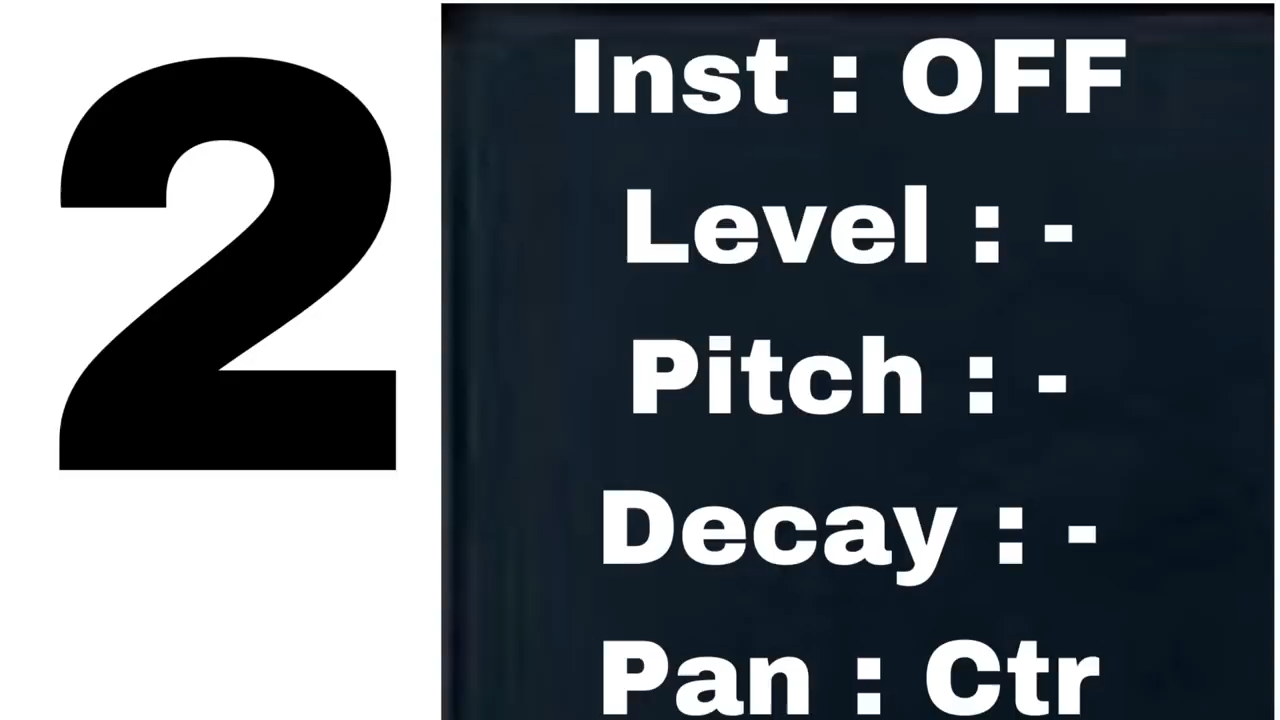 2
Inst : OFF
Level : -
Pitch : -
Decay : -
Pan : Ctr